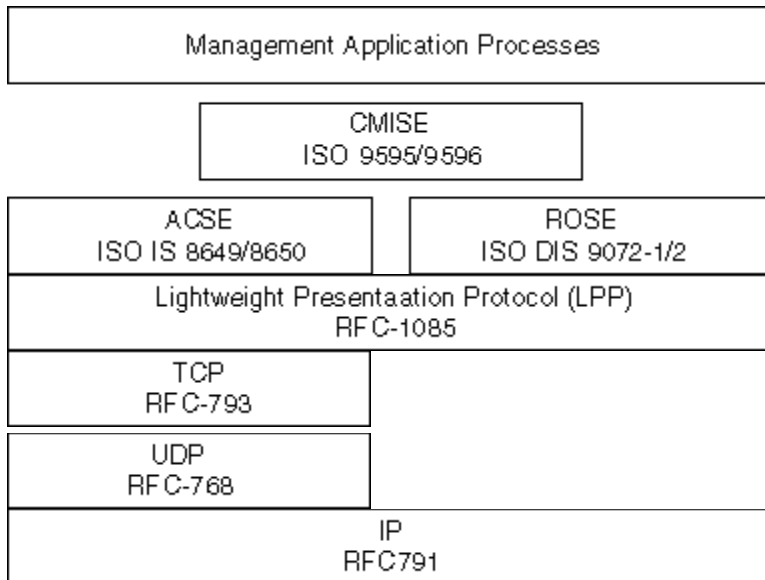 Management Application Processes
CMISE
ISO 9595/9596
ACSE
ISO IS 8649/8650
ROSE
ISO DIS 9072-1/2
Lightweight Presentaation Protocol (LPP)
RFC-1085
TCP
RFC-793
UDP
RFC-768
IP
RFC791